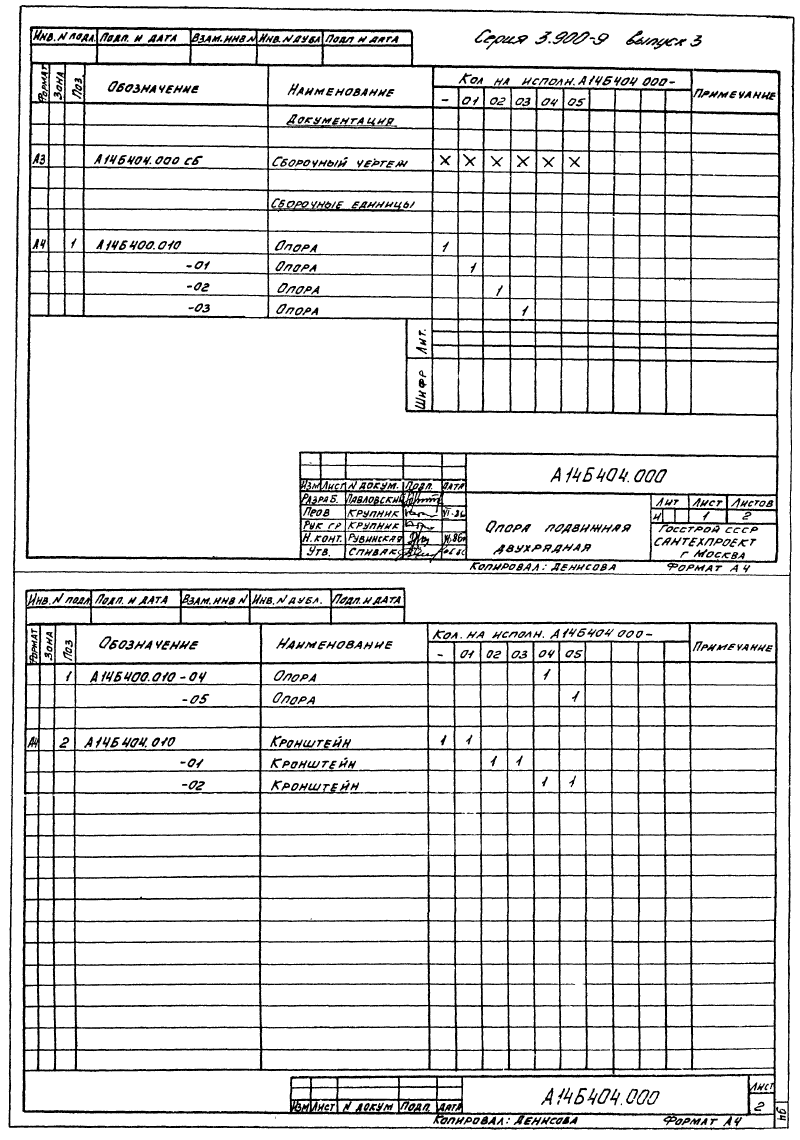 Серия 3.900-9 выпуск 3
Инв. N подл. Подп. и дата Взам. инв N Инв. N дубл Подп и дата
Формат Зона Поз. Обозначение Наименование Кол на исполн. А14Б404 000- Примечание
- 01 02 03 04 05
Документация
А3 А14Б404.000 сб Сборочный чертеж X X X X X X
Сборочные единицы
А4 1 А14Б400.010 Опора 1
-01 Опора 1
-02 Опора 1
-03 Опора 1
Лит.
Шифр
А14Б404.000
Изм Лист N докум. Подп. Дата
Разраб. Павловский
Пров Крупник VI-86
Рук гр Крупник
Н. конт. Рувинская VI.86г
Утв. Спивак
Опора подвижная
двухрядная
Лит Лист Листов
И 1 2
Госстрой СССР
Сантехпроект
г Москва
Копировал: Денисова Формат А4
Инв. N подл Подп. и дата Взам. инв N Инв. N дубл. Подп. и дата
Формат Зона Поз Обозначение Наименование Кол. на исполн. А14Б404 000- Примечание
- 01 02 03 04 05
1 А14Б400.010-04 Опора 1
-05 Опора 1
А4 2 А14Б404.010 Кронштейн 1 1
-01 Кронштейн 1 1
-02 Кронштейн 1 1
Изм Лист N докум Подп. Дата
А14Б404.000
Лист
2
Копировал: Денисова Формат А4
94